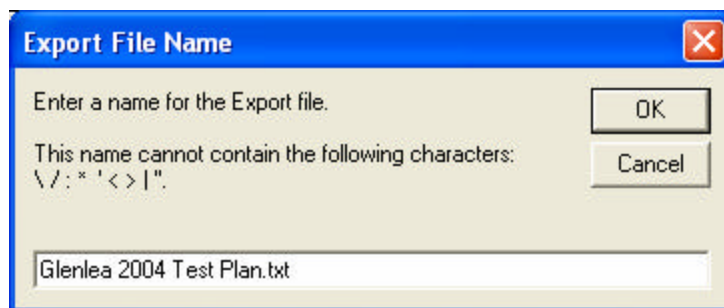 Export File Name
Enter a name for the Export file.
OK
This name cannot contain the following characters:
\ / : * ' < > | ".
Cancel
Glenlea 2004 Test Plan.txt